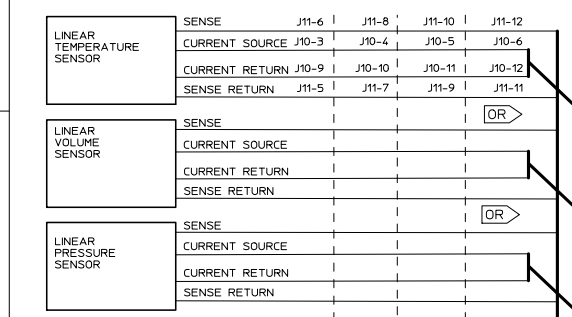 SENSE J11-6 J11-8 J11-10 J11-12
LINEAR
TEMPERATURE
SENSOR
CURRENT SOURCE J10-3 J10-4 J10-5 J10-6
CURRENT RETURN J10-9 J10-10 J10-11 J10-12
SENSE RETURN J11-5 J11-7 J11-9 J11-11
OR
LINEAR
VOLUME
SENSOR
SENSE
CURRENT SOURCE
CURRENT RETURN
SENSE RETURN
OR
LINEAR
PRESSURE
SENSOR
SENSE
CURRENT SOURCE
CURRENT RETURN
SENSE RETURN